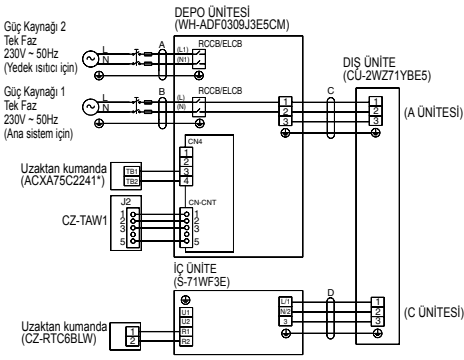 DEPO ÜNİTESİ
(WH-ADF0309J3E5CM)
Güç Kaynağı 2
Tek Faz
230V ~ 50Hz
(Yedek ısıtıcı için)
L
N
A
(L1)
(N1)
RCCB/ELCB
Güç Kaynağı 1
Tek Faz
230V ~ 50Hz
(Ana sistem için)
L
N
B
(L)
(N)
RCCB/ELCB
1
2
3
C
1
2
3
DIŞ ÜNİTE
(CU-2WZ71YBE5)
(A ÜNİTESİ)
Uzaktan kumanda
(ACXA75C2241*)
TB1
TB2
CN4
1
2
3
4
CZ-TAW1
J2
1
2
3
5
CN-CNT
1
2
3
5
İÇ ÜNİTE
(S-71WF3E)
U1
U2
R1
R2
L/1
N/2
3
D
1
2
3
(C ÜNİTESİ)
Uzaktan kumanda
(CZ-RTC6BLW)
1
2